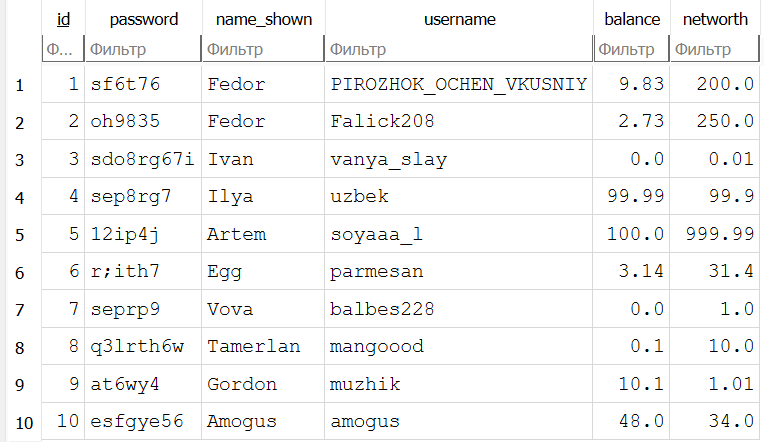 id password name_shown username balance networth
Ф... Фильтр Фильтр Фильтр Фильтр Фильтр
1 1 sf6t76 Fedor PIROZHOK_OCHEN_VKUSNIY 9.83 200.0
2 2 oh9835 Fedor Falick208 2.73 250.0
3 3 sdo8rg67i Ivan vanya_slay 0.0 0.01
4 4 sep8rg7 Ilya uzbek 99.99 99.9
5 5 12ip4j Artem soyaaa_l 100.0 999.99
6 6 r;ith7 Egg parmesan 3.14 31.4
7 7 seprp9 Vova balbes228 0.0 1.0
8 8 q3lrth6w Tamerlan mangoood 0.1 10.0
9 9 at6wy4 Gordon muzhik 10.1 1.01
10 10 esfgye56 Amogus amogus 48.0 34.0